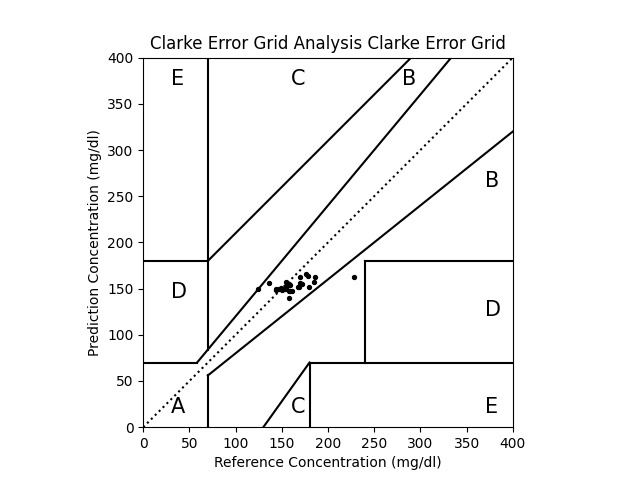 Clarke Error Grid Analysis Clarke Error Grid
400
350
300
250
200
150
100
50
0
Prediction Concentration (mg/dl)
E
C
B
B
D
D
A
C
E
0 50 100 150 200 250 300 350 400
Reference Concentration (mg/dl)